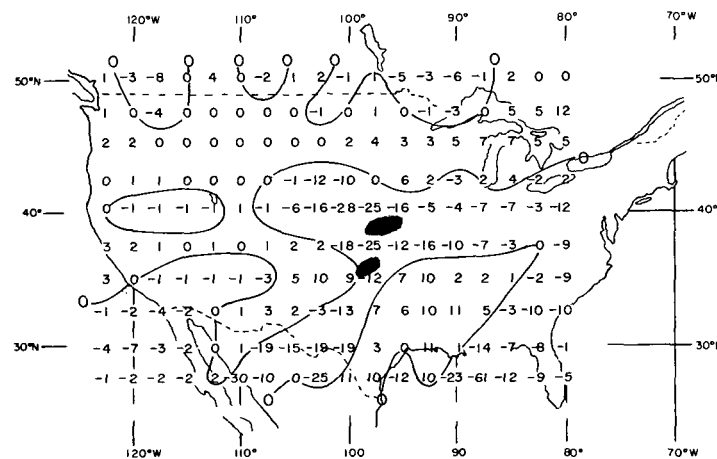 120°W 110°W 100°W 90°W 80°W
0 0 0 0 0 0
50°N 1 -3 -8 0 4 0 -2 1 2 -1 1 -5 -3 -6 -1 2 0 0 50°N
1 0 -4 0 0 0 0 0 -1 0 1 0 -1 -3 0 5 5 12
2 2 0 0 0 0 0 0 0 2 4 3 3 5 7 7 5 5
0
0 1 1 0 0 0 0 -1 -12 -10 0 6 2 -3 2 4 -2 2
40°N 0 -1 -1 -1 -1 -1 -1 -6 -16 -28 -25 -16 -5 -4 -7 -7 -3 -12 40°N
3 2 1 0 1 0 1 2 2 -18 -25 -12 -16 -10 -7 -3 0 -9
3 0 -1 -1 -1 -1 -3 5 10 9 -12 7 10 2 2 1 -2 -9
0
-1 -2 -4 -2 0 1 3 2 -3 -13 7 6 10 11 5 -3 -10 -10
30°N -4 -7 -3 -2 0 1 -19 -15 -19 -19 3 0 11 1 -14 -7 -8 -1 30°N
-1 -2 -2 -2 2 -30 -10 0 -25 11 10 -12 10 -23 -61 -12 -9 -5
0 0
120°W 110°W 100°W 90°W 80°W